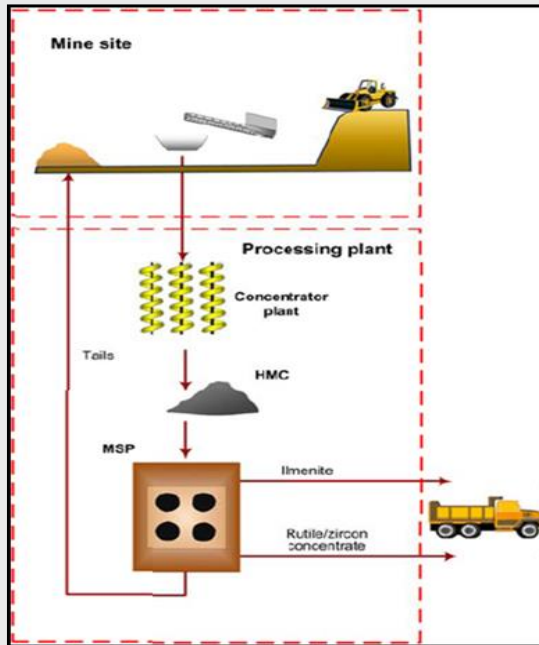 Mine site
Processing plant
Concentrator
plant
Tails
HMC
MSP
Ilmenite
Rutile/zircon
concentrate